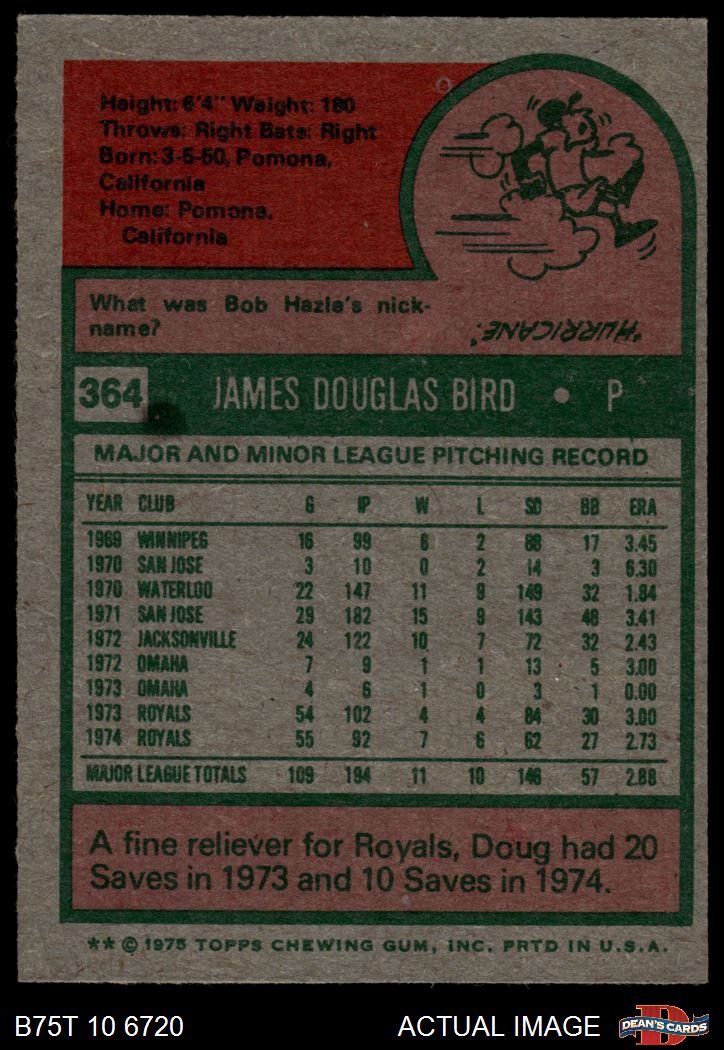 Height: 6'4" Weight: 180
Throws: Right Bats: Right
Born: 3-5-50, Pomona,
California
Home: Pomona,
California
What was Bob Hazle's nick-
name?
"HURRICANE".
364 JAMES DOUGLAS BIRD • P
MAJOR AND MINOR LEAGUE PITCHING RECORD
YEAR CLUB G IP W L SO BB ERA
1969 WINNIPEG 16 99 6 2 88 17 3.45
1970 SAN JOSE 3 10 0 2 14 3 6.30
1970 WATERLOO 22 147 11 9 149 32 1.84
1971 SAN JOSE 29 182 15 9 143 48 3.41
1972 JACKSONVILLE 24 122 10 7 72 32 2.43
1972 OMAHA 7 9 1 1 13 5 3.00
1973 OMAHA 4 6 1 0 3 1 0.00
1973 ROYALS 54 102 4 4 84 30 3.00
1974 ROYALS 55 92 7 6 62 27 2.73
MAJOR LEAGUE TOTALS 109 194 11 10 146 57 2.88
A fine reliever for Royals, Doug had 20
Saves in 1973 and 10 Saves in 1974.
** © 1975 TOPPS CHEWING GUM, INC. PRTD IN U.S.A.
B75T 10 6720 ACTUAL IMAGE DEAN'S CARDS